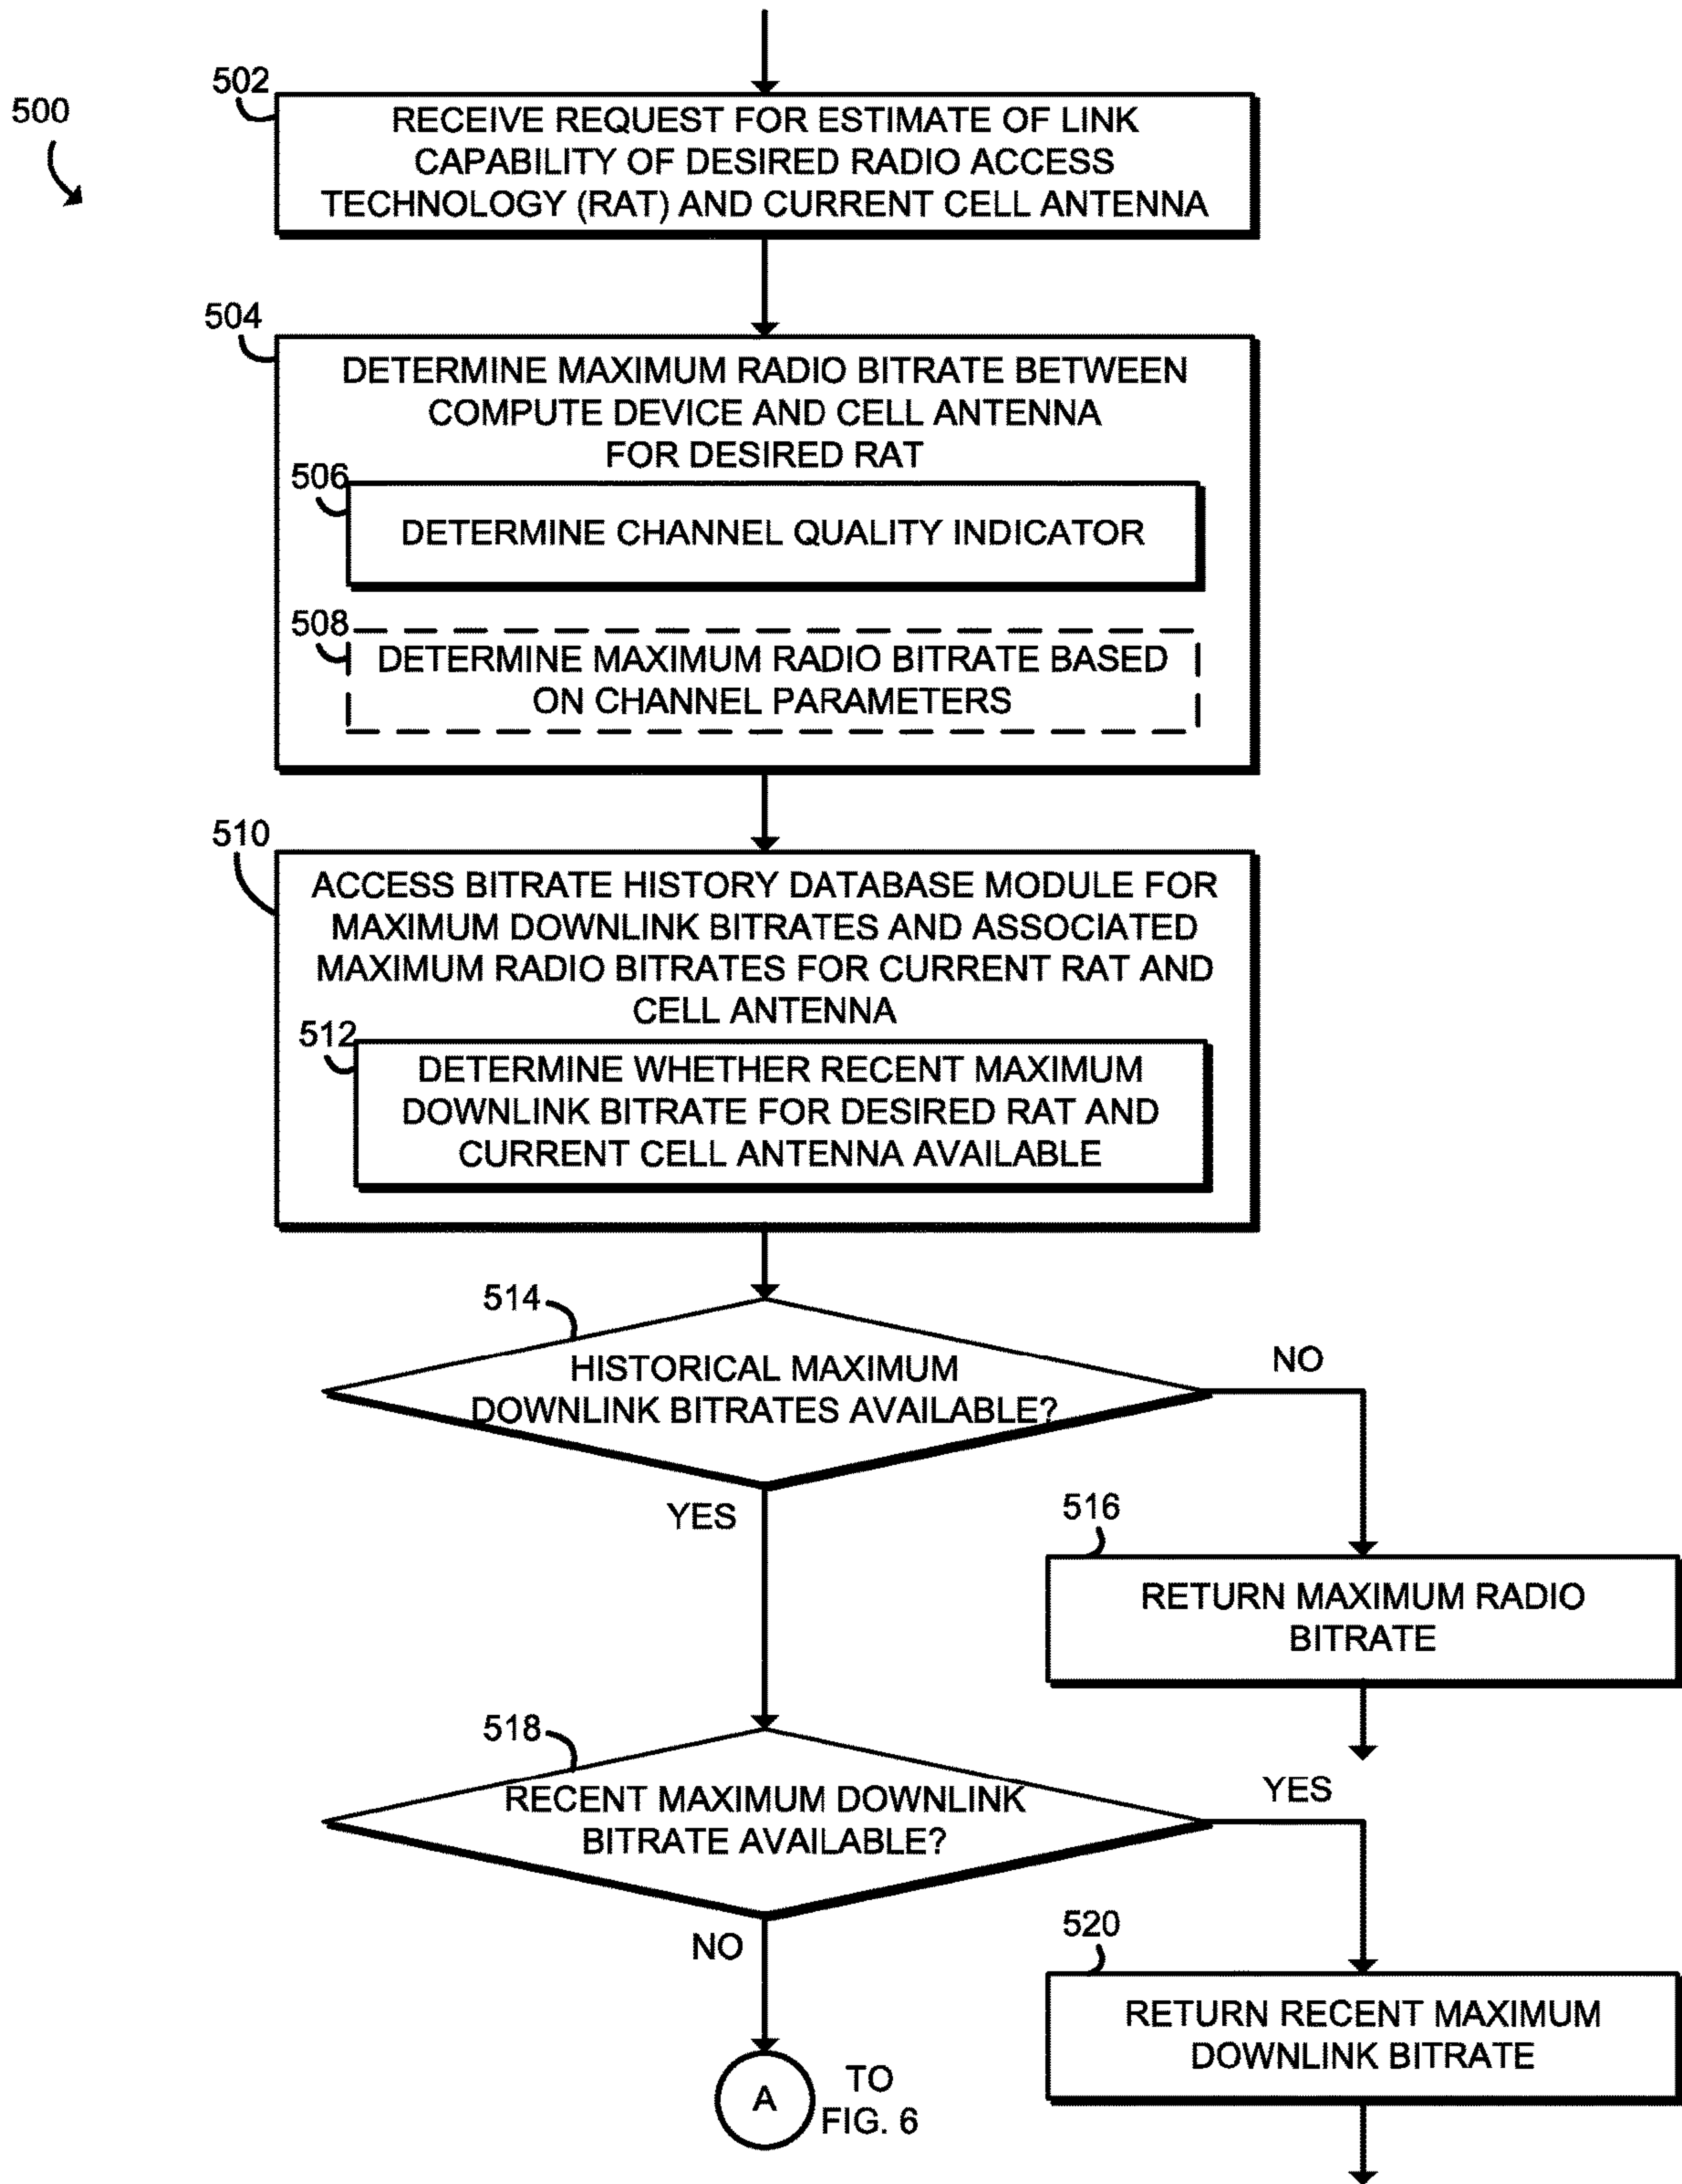 500
502
RECEIVE REQUEST FOR ESTIMATE OF LINK
CAPABILITY OF DESIRED RADIO ACCESS
TECHNOLOGY (RAT) AND CURRENT CELL ANTENNA
504
DETERMINE MAXIMUM RADIO BITRATE BETWEEN
COMPUTE DEVICE AND CELL ANTENNA
FOR DESIRED RAT
506
DETERMINE CHANNEL QUALITY INDICATOR
508
DETERMINE MAXIMUM RADIO BITRATE BASED
ON CHANNEL PARAMETERS
510
ACCESS BITRATE HISTORY DATABASE MODULE FOR
MAXIMUM DOWNLINK BITRATES AND ASSOCIATED
MAXIMUM RADIO BITRATES FOR CURRENT RAT AND
CELL ANTENNA
512
DETERMINE WHETHER RECENT MAXIMUM
DOWNLINK BITRATE FOR DESIRED RAT AND
CURRENT CELL ANTENNA AVAILABLE
514
HISTORICAL MAXIMUM
DOWNLINK BITRATES AVAILABLE?
NO
YES
516
RETURN MAXIMUM RADIO
BITRATE
518
RECENT MAXIMUM DOWNLINK
BITRATE AVAILABLE?
YES
NO
520
RETURN RECENT MAXIMUM
DOWNLINK BITRATE
A
TO
FIG. 6